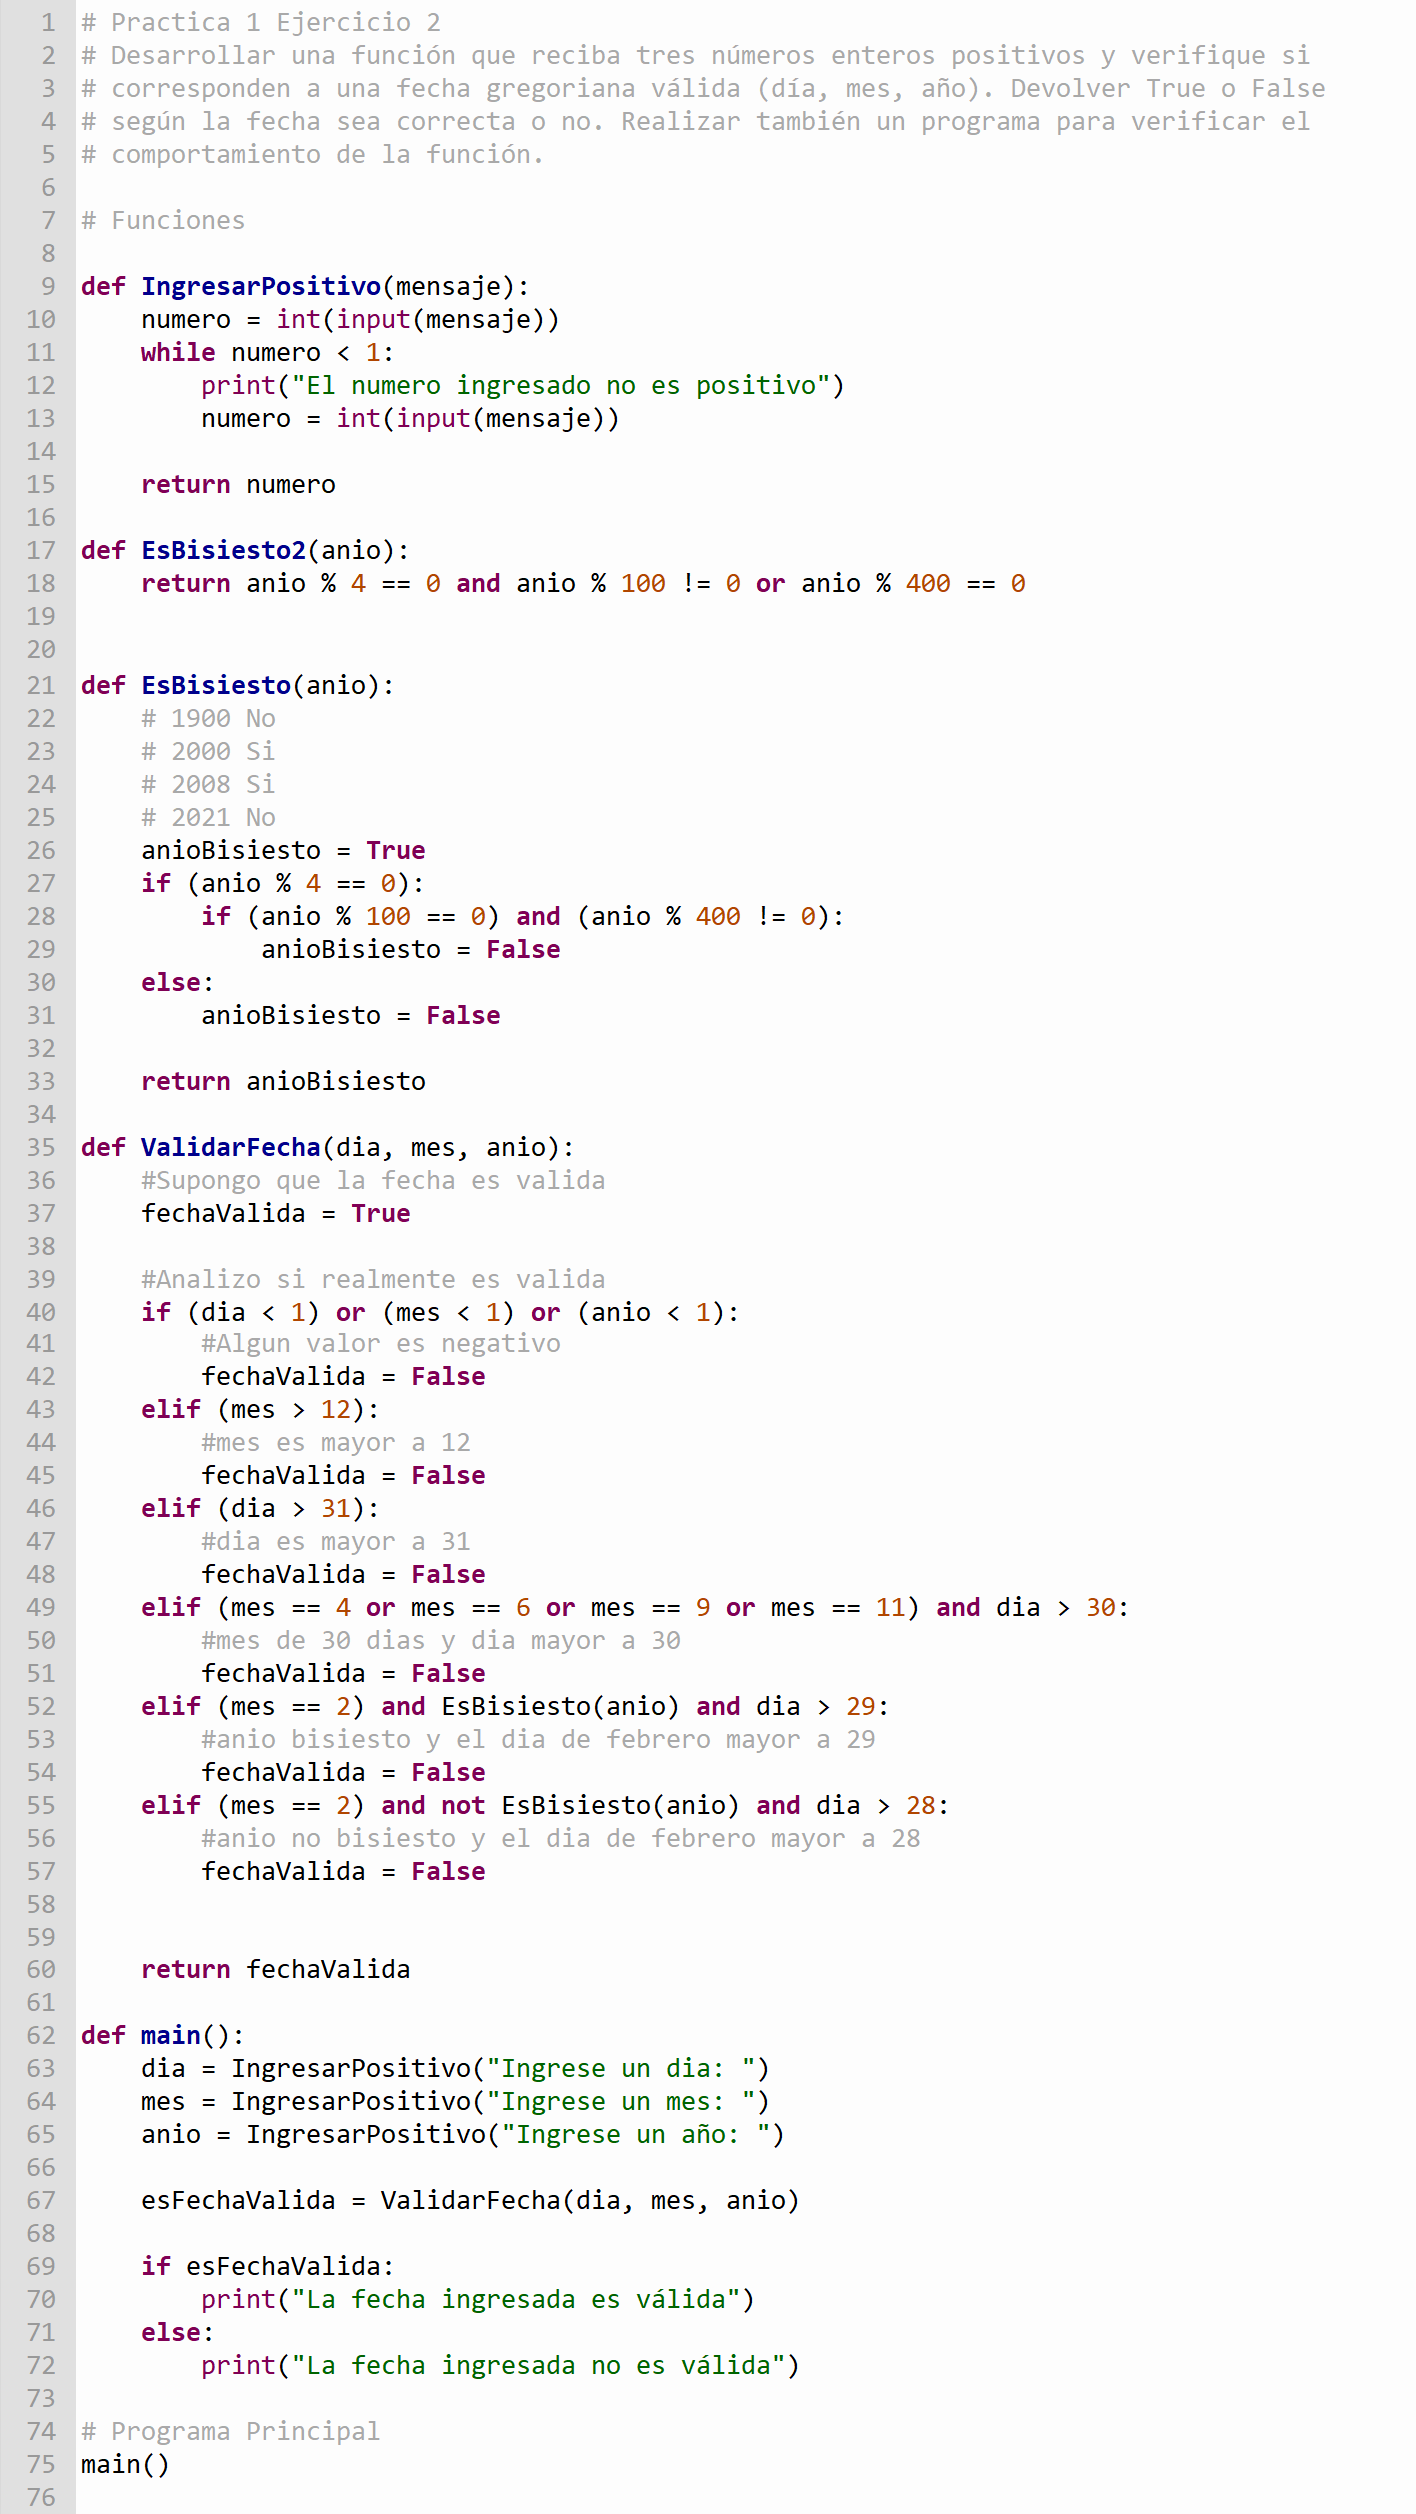 1 # Practica 1 Ejercicio 2
2 # Desarrollar una función que reciba tres números enteros positivos y verifique si
3 # corresponden a una fecha gregoriana válida (día, mes, año). Devolver True o False
4 # según la fecha sea correcta o no. Realizar también un programa para verificar el
5 # comportamiento de la función.
6
7 # Funciones
8
9 def IngresarPositivo(mensaje):
10     numero = int(input(mensaje))
11     while numero < 1:
12         print("El numero ingresado no es positivo")
13         numero = int(input(mensaje))
14
15     return numero
16
17 def EsBisiesto2(anio):
18     return anio % 4 == 0 and anio % 100 != 0 or anio % 400 == 0
19
20
21 def EsBisiesto(anio):
22     # 1900 No
23     # 2000 Si
24     # 2008 Si
25     # 2021 No
26     anioBisiesto = True
27     if (anio % 4 == 0):
28         if (anio % 100 == 0) and (anio % 400 != 0):
29             anioBisiesto = False
30     else:
31         anioBisiesto = False
32
33     return anioBisiesto
34
35 def ValidarFecha(dia, mes, anio):
36     #Supongo que la fecha es valida
37     fechaValida = True
38
39     #Analizo si realmente es valida
40     if (dia < 1) or (mes < 1) or (anio < 1):
41         #Algun valor es negativo
42         fechaValida = False
43     elif (mes > 12):
44         #mes es mayor a 12
45         fechaValida = False
46     elif (dia > 31):
47         #dia es mayor a 31
48         fechaValida = False
49     elif (mes == 4 or mes == 6 or mes == 9 or mes == 11) and dia > 30:
50         #mes de 30 dias y dia mayor a 30
51         fechaValida = False
52     elif (mes == 2) and EsBisiesto(anio) and dia > 29:
53         #anio bisiesto y el dia de febrero mayor a 29
54         fechaValida = False
55     elif (mes == 2) and not EsBisiesto(anio) and dia > 28:
56         #anio no bisiesto y el dia de febrero mayor a 28
57         fechaValida = False
58
59
60     return fechaValida
61
62 def main():
63     dia = IngresarPositivo("Ingrese un dia: ")
64     mes = IngresarPositivo("Ingrese un mes: ")
65     anio = IngresarPositivo("Ingrese un año: ")
66
67     esFechaValida = ValidarFecha(dia, mes, anio)
68
69     if esFechaValida:
70         print("La fecha ingresada es válida")
71     else:
72         print("La fecha ingresada no es válida")
73
74 # Programa Principal
75 main()
76